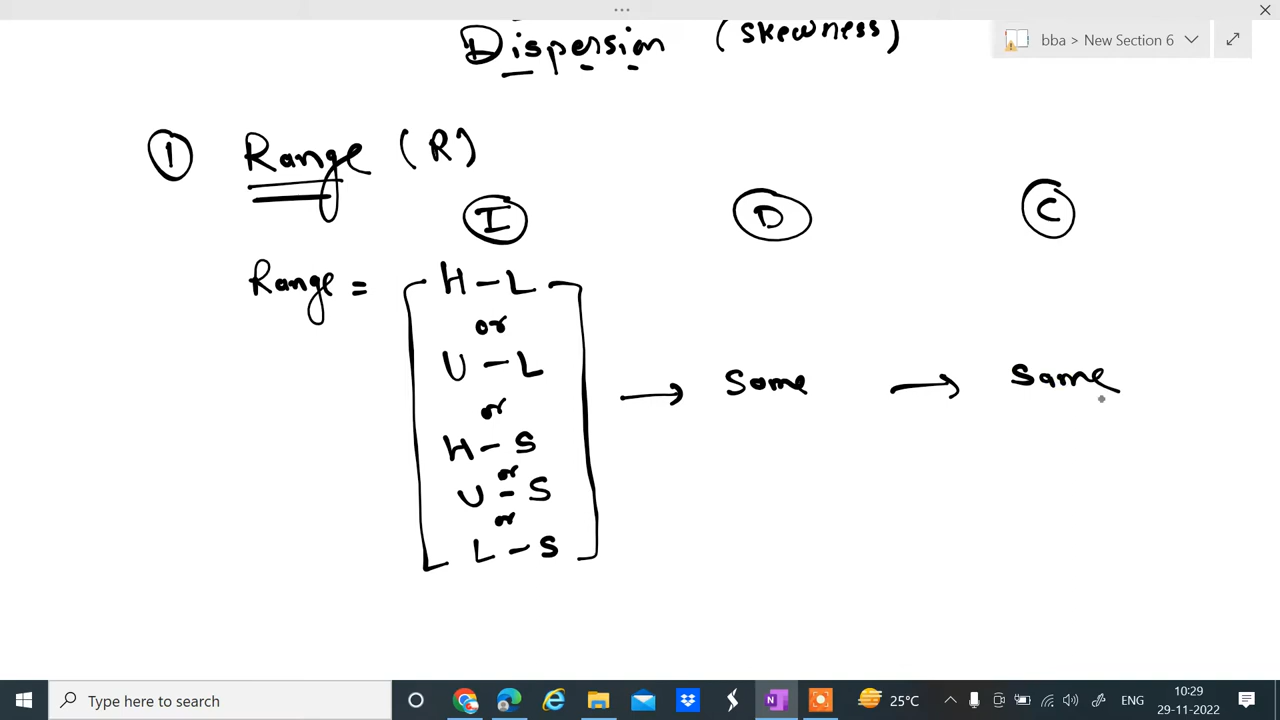 Dispersion (skewness)
bba > New Section 6
① Range (R)
I D C
Range = H - L
or
U - L
or
→ Same → Same
H - S
or
U - S
or
L - S
Type here to search
25°C
ENG
10:29
29-11-2022